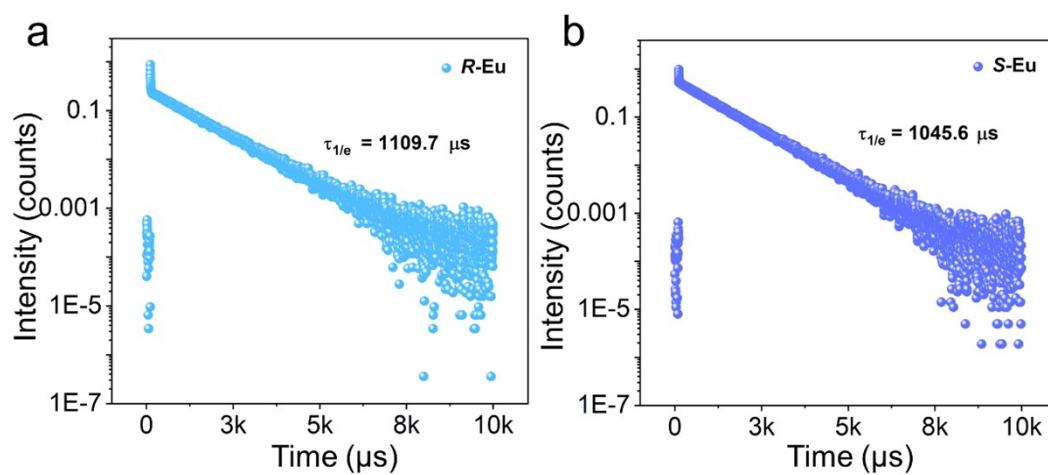 a
R-Eu
τ1/e = 1109.7 μs
Intensity (counts)
0.1
0.001
1E-5
1E-7
0
3k
5k
8k
10k
Time (μs)
b
S-Eu
τ1/e = 1045.6 μs
Intensity (counts)
0.1
0.001
1E-5
1E-7
0
3k
5k
8k
10k
Time (μs)